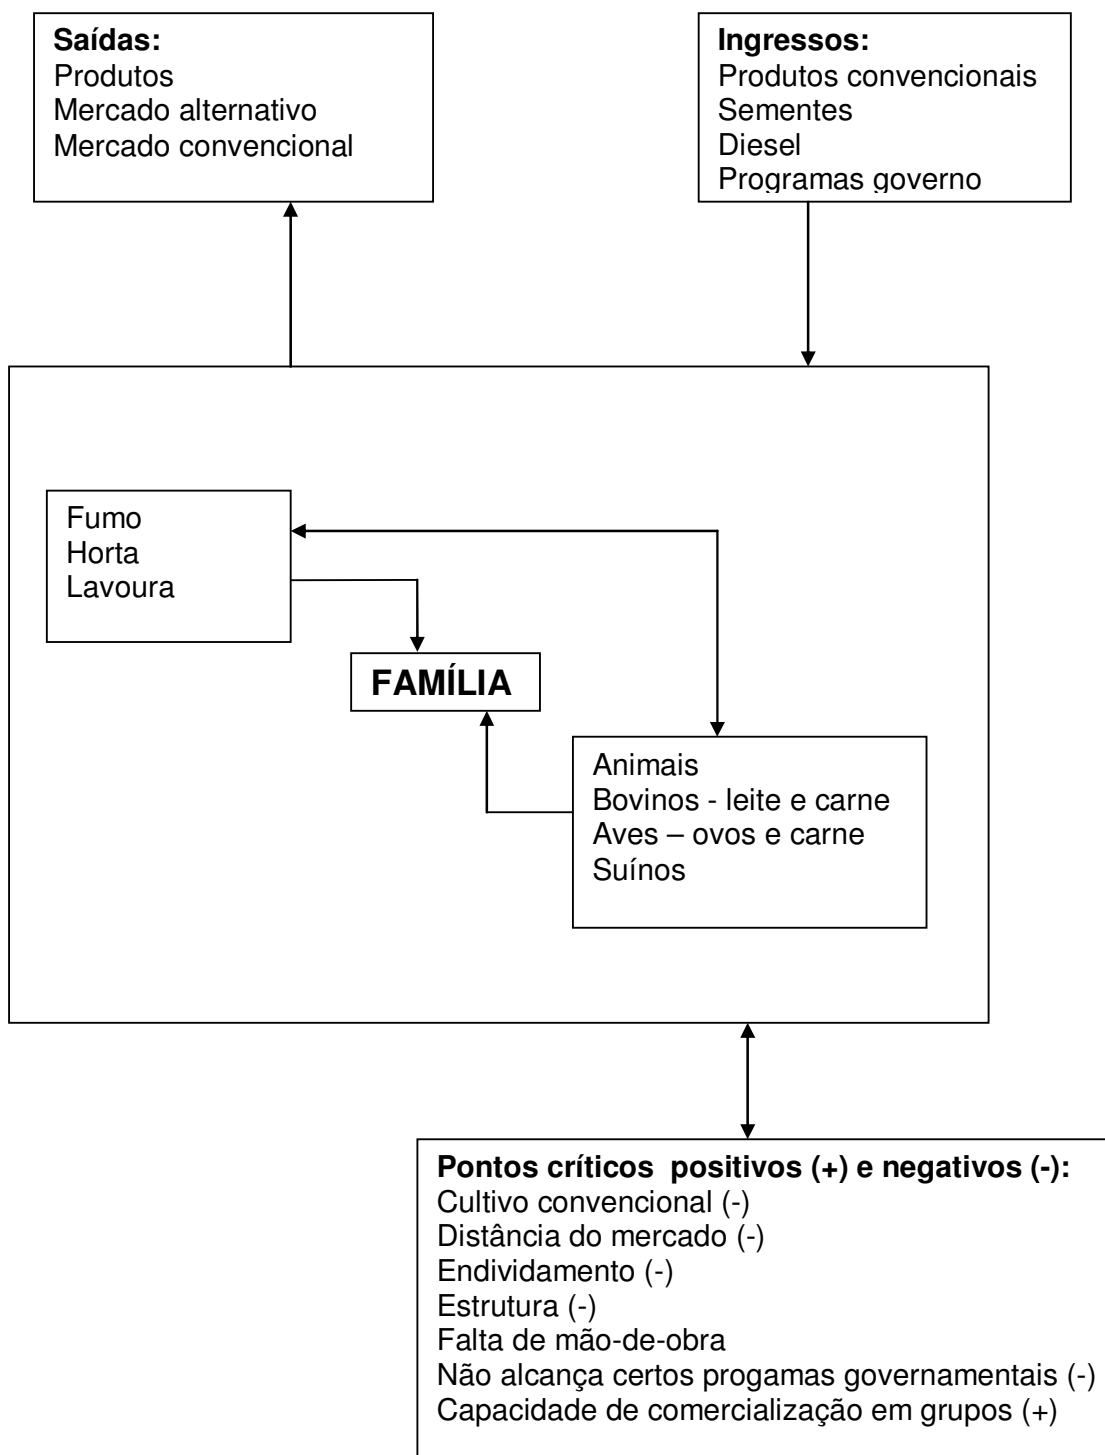 Saídas:
Produtos
Mercado alternativo
Mercado convencional
Ingressos:
Produtos convencionais
Sementes
Diesel
Programas governo
Fumo
Horta
Lavoura
FAMÍLIA
Animais
Bovinos - leite e carne
Aves – ovos e carne
Suínos
Pontos críticos  positivos (+) e negativos (-):
Cultivo convencional (-)
Distância do mercado (-)
Endividamento (-)
Estrutura (-)
Falta de mão-de-obra
Não alcança certos progamas governamentais (-)
Capacidade de comercialização em grupos (+)